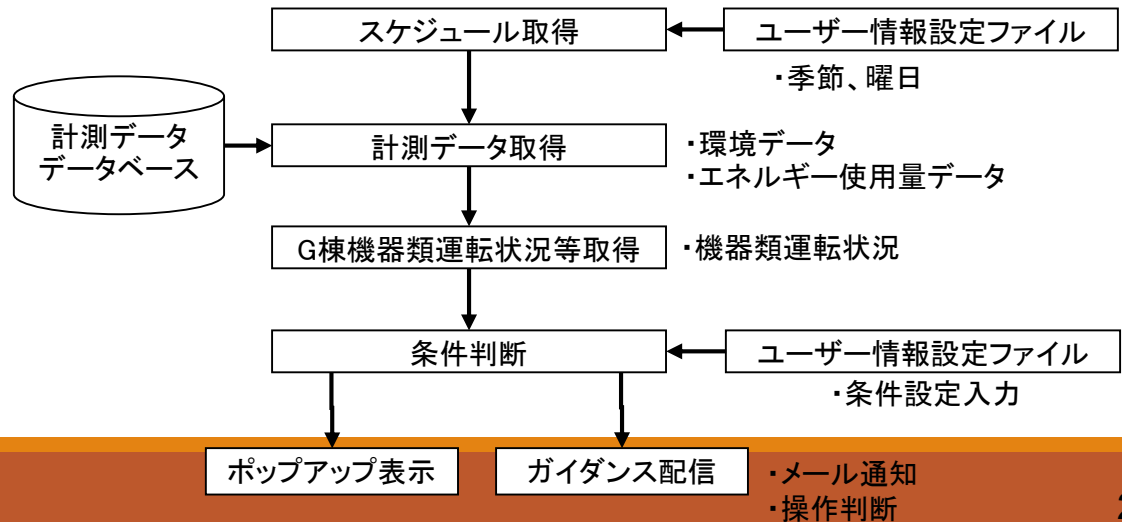 スケジュール取得
ユーザー情報設定ファイル
・季節、曜日
計測データ
データベース
計測データ取得
・環境データ
・エネルギー使用量データ
G棟機器類運転状況等取得
・機器類運転状況
条件判断
ユーザー情報設定ファイル
・条件設定入力
ポップアップ表示
ガイダンス配信
・メール通知
・操作判断